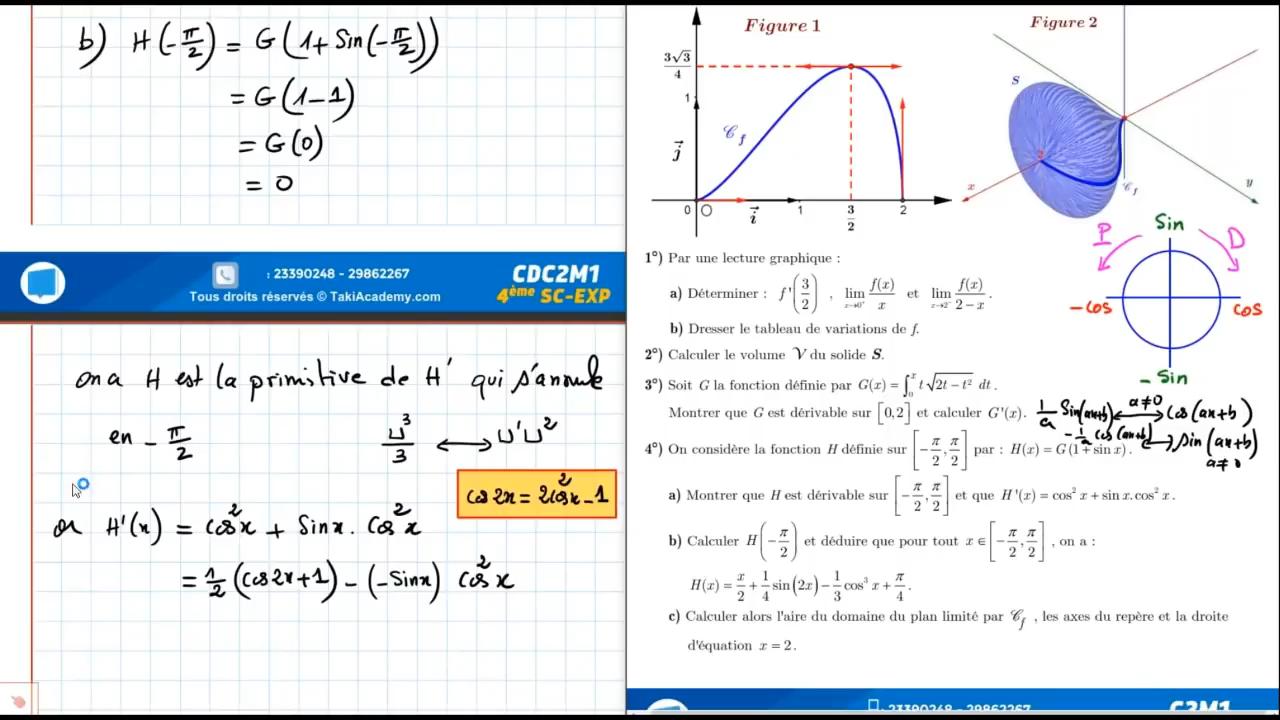 b) H(-π/2) = G(1+Sin(-π/2))
= G(1-1)
= G(0)
= 0
: 23390248 - 29862267
Tous droits réservés © TakiAcademy.com
CDC2M1
4ème SC-EXP
on a H est la primitive de H' qui s'annule
en -π/2
u³/3 ⟷ u'u²
cos2x = 2cos²x - 1
or H'(x) = cos²x + Sinx . cos²x
= 1/2 (cos2x+1) - (-Sinx) cos²x
Figure 1
3√3/4
1
𝒞f
j
0 O i 1 3/2 2
Figure 2
S
2
x
𝒞f
y
1°) Par une lecture graphique :
a) Déterminer : f'(3/2) , lim x→0⁺ f(x)/x et lim x→2⁻ f(x)/(2-x) .
b) Dresser le tableau de variations de f.
2°) Calculer le volume 𝒱 du solide S.
3°) Soit G la fonction définie par G(x) = ∫₀ˣ t√(2t-t²) dt .
Montrer que G est dérivable sur [0,2] et calculer G'(x).
4°) On considère la fonction H définie sur [-π/2, π/2] par : H(x) = G(1+sin x) .
a) Montrer que H est dérivable sur [-π/2, π/2] et que H'(x) = cos² x + sin x.cos² x .
b) Calculer H(-π/2) et déduire que pour tout x ∈ [-π/2, π/2] , on a :
H(x) = x/2 + 1/4 sin(2x) - 1/3 cos³ x + π/4 .
c) Calculer alors l'aire du domaine du plan limité par 𝒞f , les axes du repère et la droite
d'équation x = 2 .
Sin
P D
-cos cos
-Sin
1/a Sin(ax+b) ⟷ cos(ax+b)
a≠0
-1/a cos(ax+b) ⟷ sin(ax+b)
a≠0
: 23390248 - 29862267
C2M1